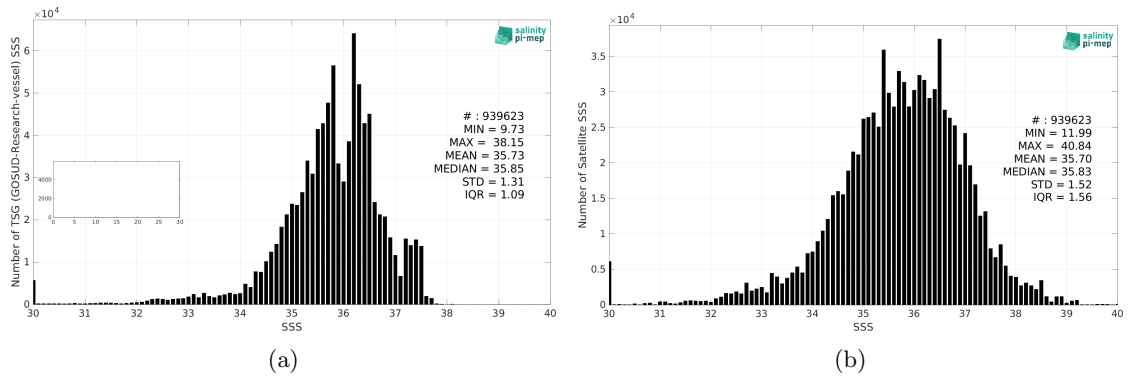 ×10^4
Number of TSG (GOSUD-Research-vessel) SSS
6
5
4
3
2
1
0
30 31 32 33 34 35 36 37 38 39 40
SSS
salinity
pi-mep
# : 939623
MIN = 9.73
MAX = 38.15
MEAN = 35.73
MEDIAN = 35.85
STD = 1.31
IQR = 1.09
4000
2000
0
0 5 10 15 20 25 30
(a)
×10^4
Number of Satellite SSS
3.5
3
2.5
2
1.5
1
0.5
0
30 31 32 33 34 35 36 37 38 39 40
SSS
salinity
pi-mep
# : 939623
MIN = 11.99
MAX = 40.84
MEAN = 35.70
MEDIAN = 35.83
STD = 1.52
IQR = 1.56
(b)